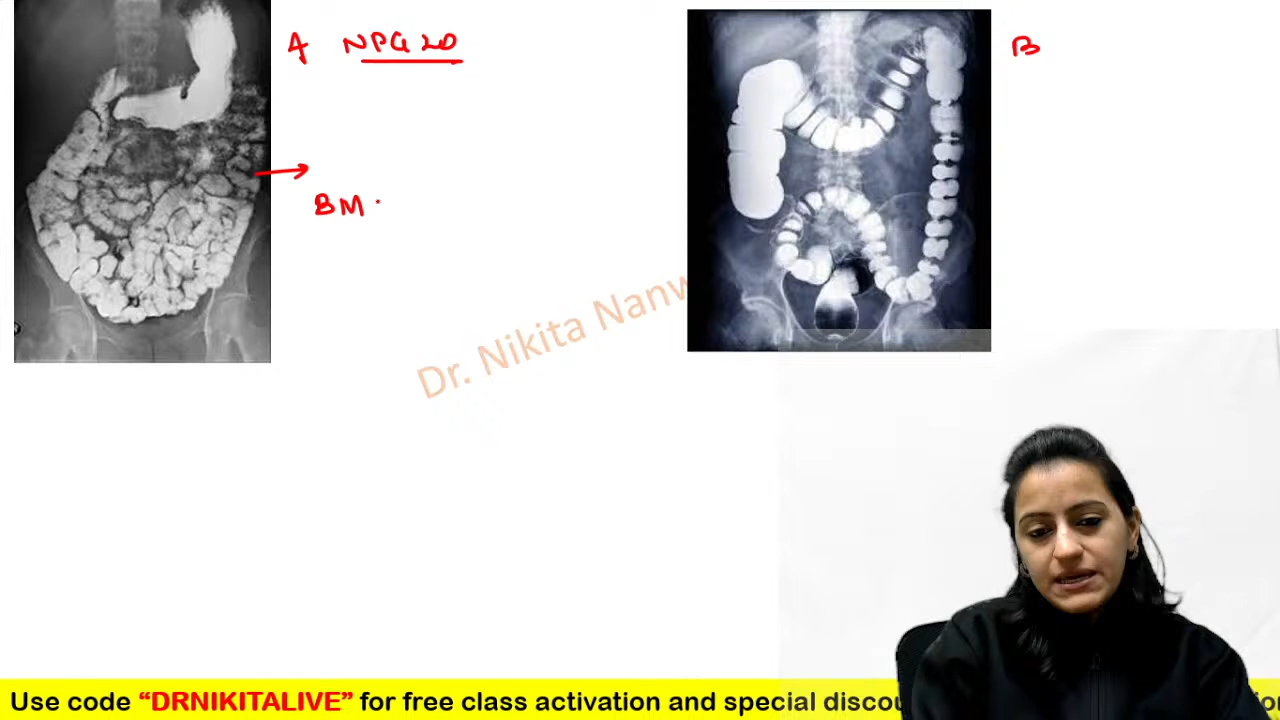 A NPG 20
B
BM.
Dr. Nikita Nanw
Use code “DRNIKITALIVE” for free class activation and special discou